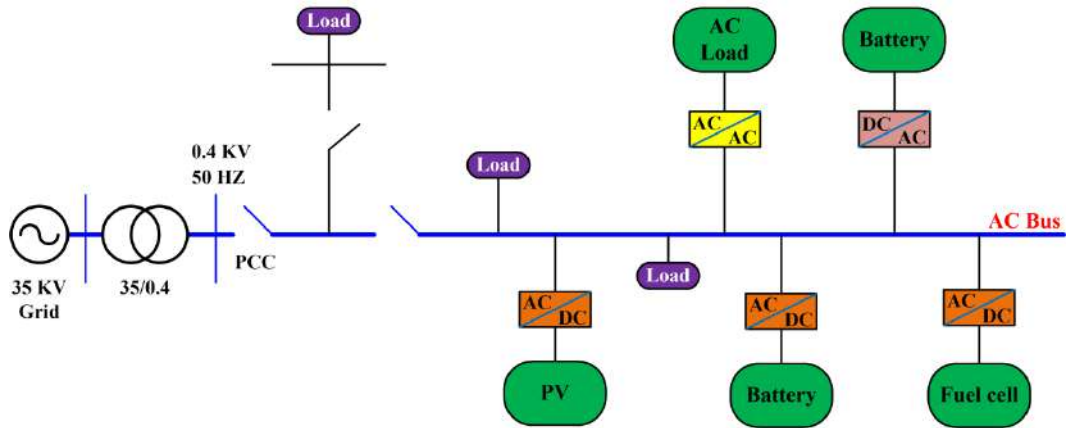 Load
AC
Load
Battery
AC
AC
DC
AC
0.4 KV
50 HZ
Load
AC Bus
PCC
Load
35 KV
Grid
35/0.4
AC
DC
AC
DC
AC
DC
PV
Battery
Fuel cell